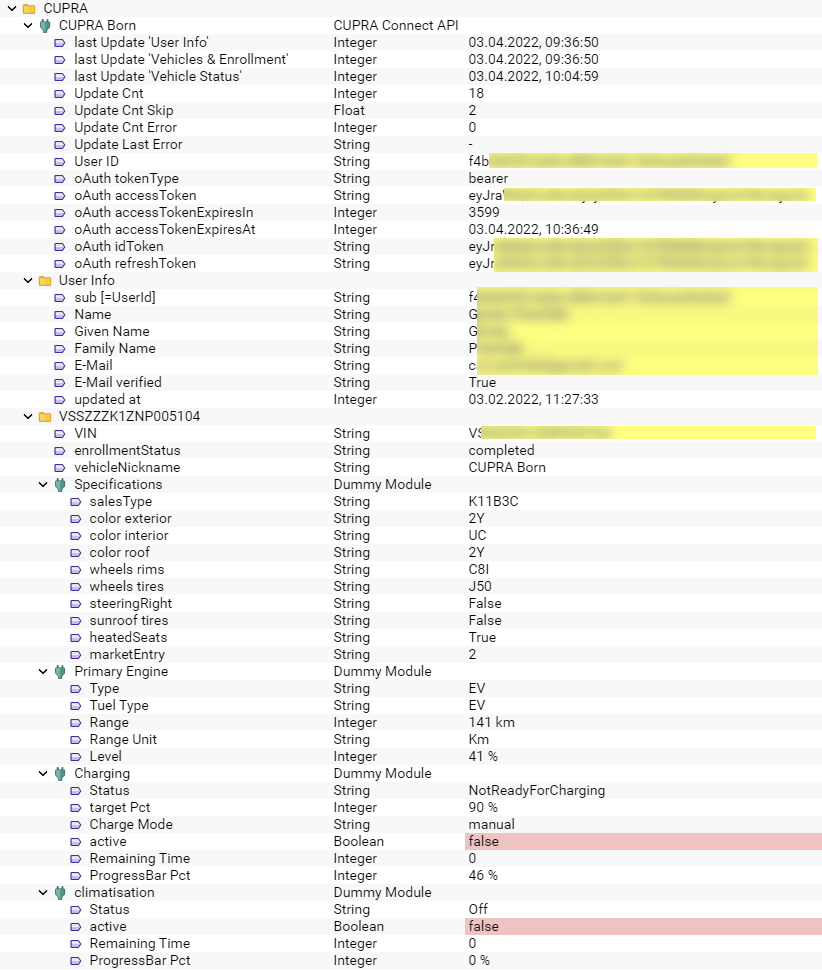 CUPRA
CUPRA Born CUPRA Connect API
last Update 'User Info' Integer 03.04.2022, 09:36:50
last Update 'Vehicles & Enrollment' Integer 03.04.2022, 09:36:50
last Update 'Vehicle Status' Integer 03.04.2022, 10:04:59
Update Cnt Integer 18
Update Cnt Skip Float 2
Update Cnt Error Integer 0
Update Last Error String -
User ID String f4b
oAuth tokenType String bearer
oAuth accessToken String eyJra
oAuth accessTokenExpiresIn Integer 3599
oAuth accessTokenExpiresAt Integer 03.04.2022, 10:36:49
oAuth idToken String eyJr
oAuth refreshToken String eyJr
User Info
sub [=UserId] String f4
Name String G
Given Name String G
Family Name String P
E-Mail String c
E-Mail verified String True
updated at Integer 03.02.2022, 11:27:33
VSSZZZK1ZNP005104
VIN String VS
enrollmentStatus String completed
vehicleNickname String CUPRA Born
Specifications Dummy Module
salesType String K11B3C
color exterior String 2Y
color interior String UC
color roof String 2Y
wheels rims String C8I
wheels tires String J50
steeringRight String False
sunroof tires String False
heatedSeats String True
marketEntry String 2
Primary Engine Dummy Module
Type String EV
Tuel Type String EV
Range Integer 141 km
Range Unit String Km
Level Integer 41 %
Charging Dummy Module
Status String NotReadyForCharging
target Pct Integer 90 %
Charge Mode String manual
active Boolean false
Remaining Time Integer 0
ProgressBar Pct Integer 46 %
climatisation Dummy Module
Status String Off
active Boolean false
Remaining Time Integer 0
ProgressBar Pct Integer 0 %